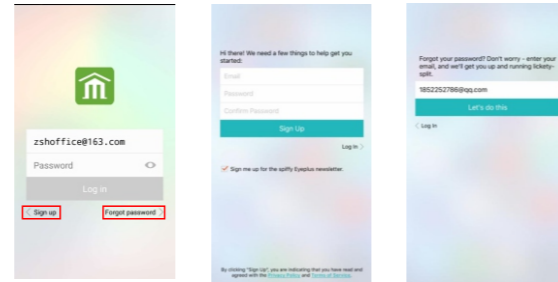 zshoffice@163.com
Password
Log in
Sign up
Forgot password
Hi there! We need a few things to help get you
started:
Email
Password
Confirm Password
Sign Up
Log in
Sign me up for the spiffy Eyeplus newsletter.
By clicking "Sign Up", you are indicating that you have read and
agreed with the Privacy Policy and Terms of Service.
Forgot your password? Don't worry - enter your
email, and we'll get you up and running lickety-
split.
1852252786@qq.com
Let's do this
Log in